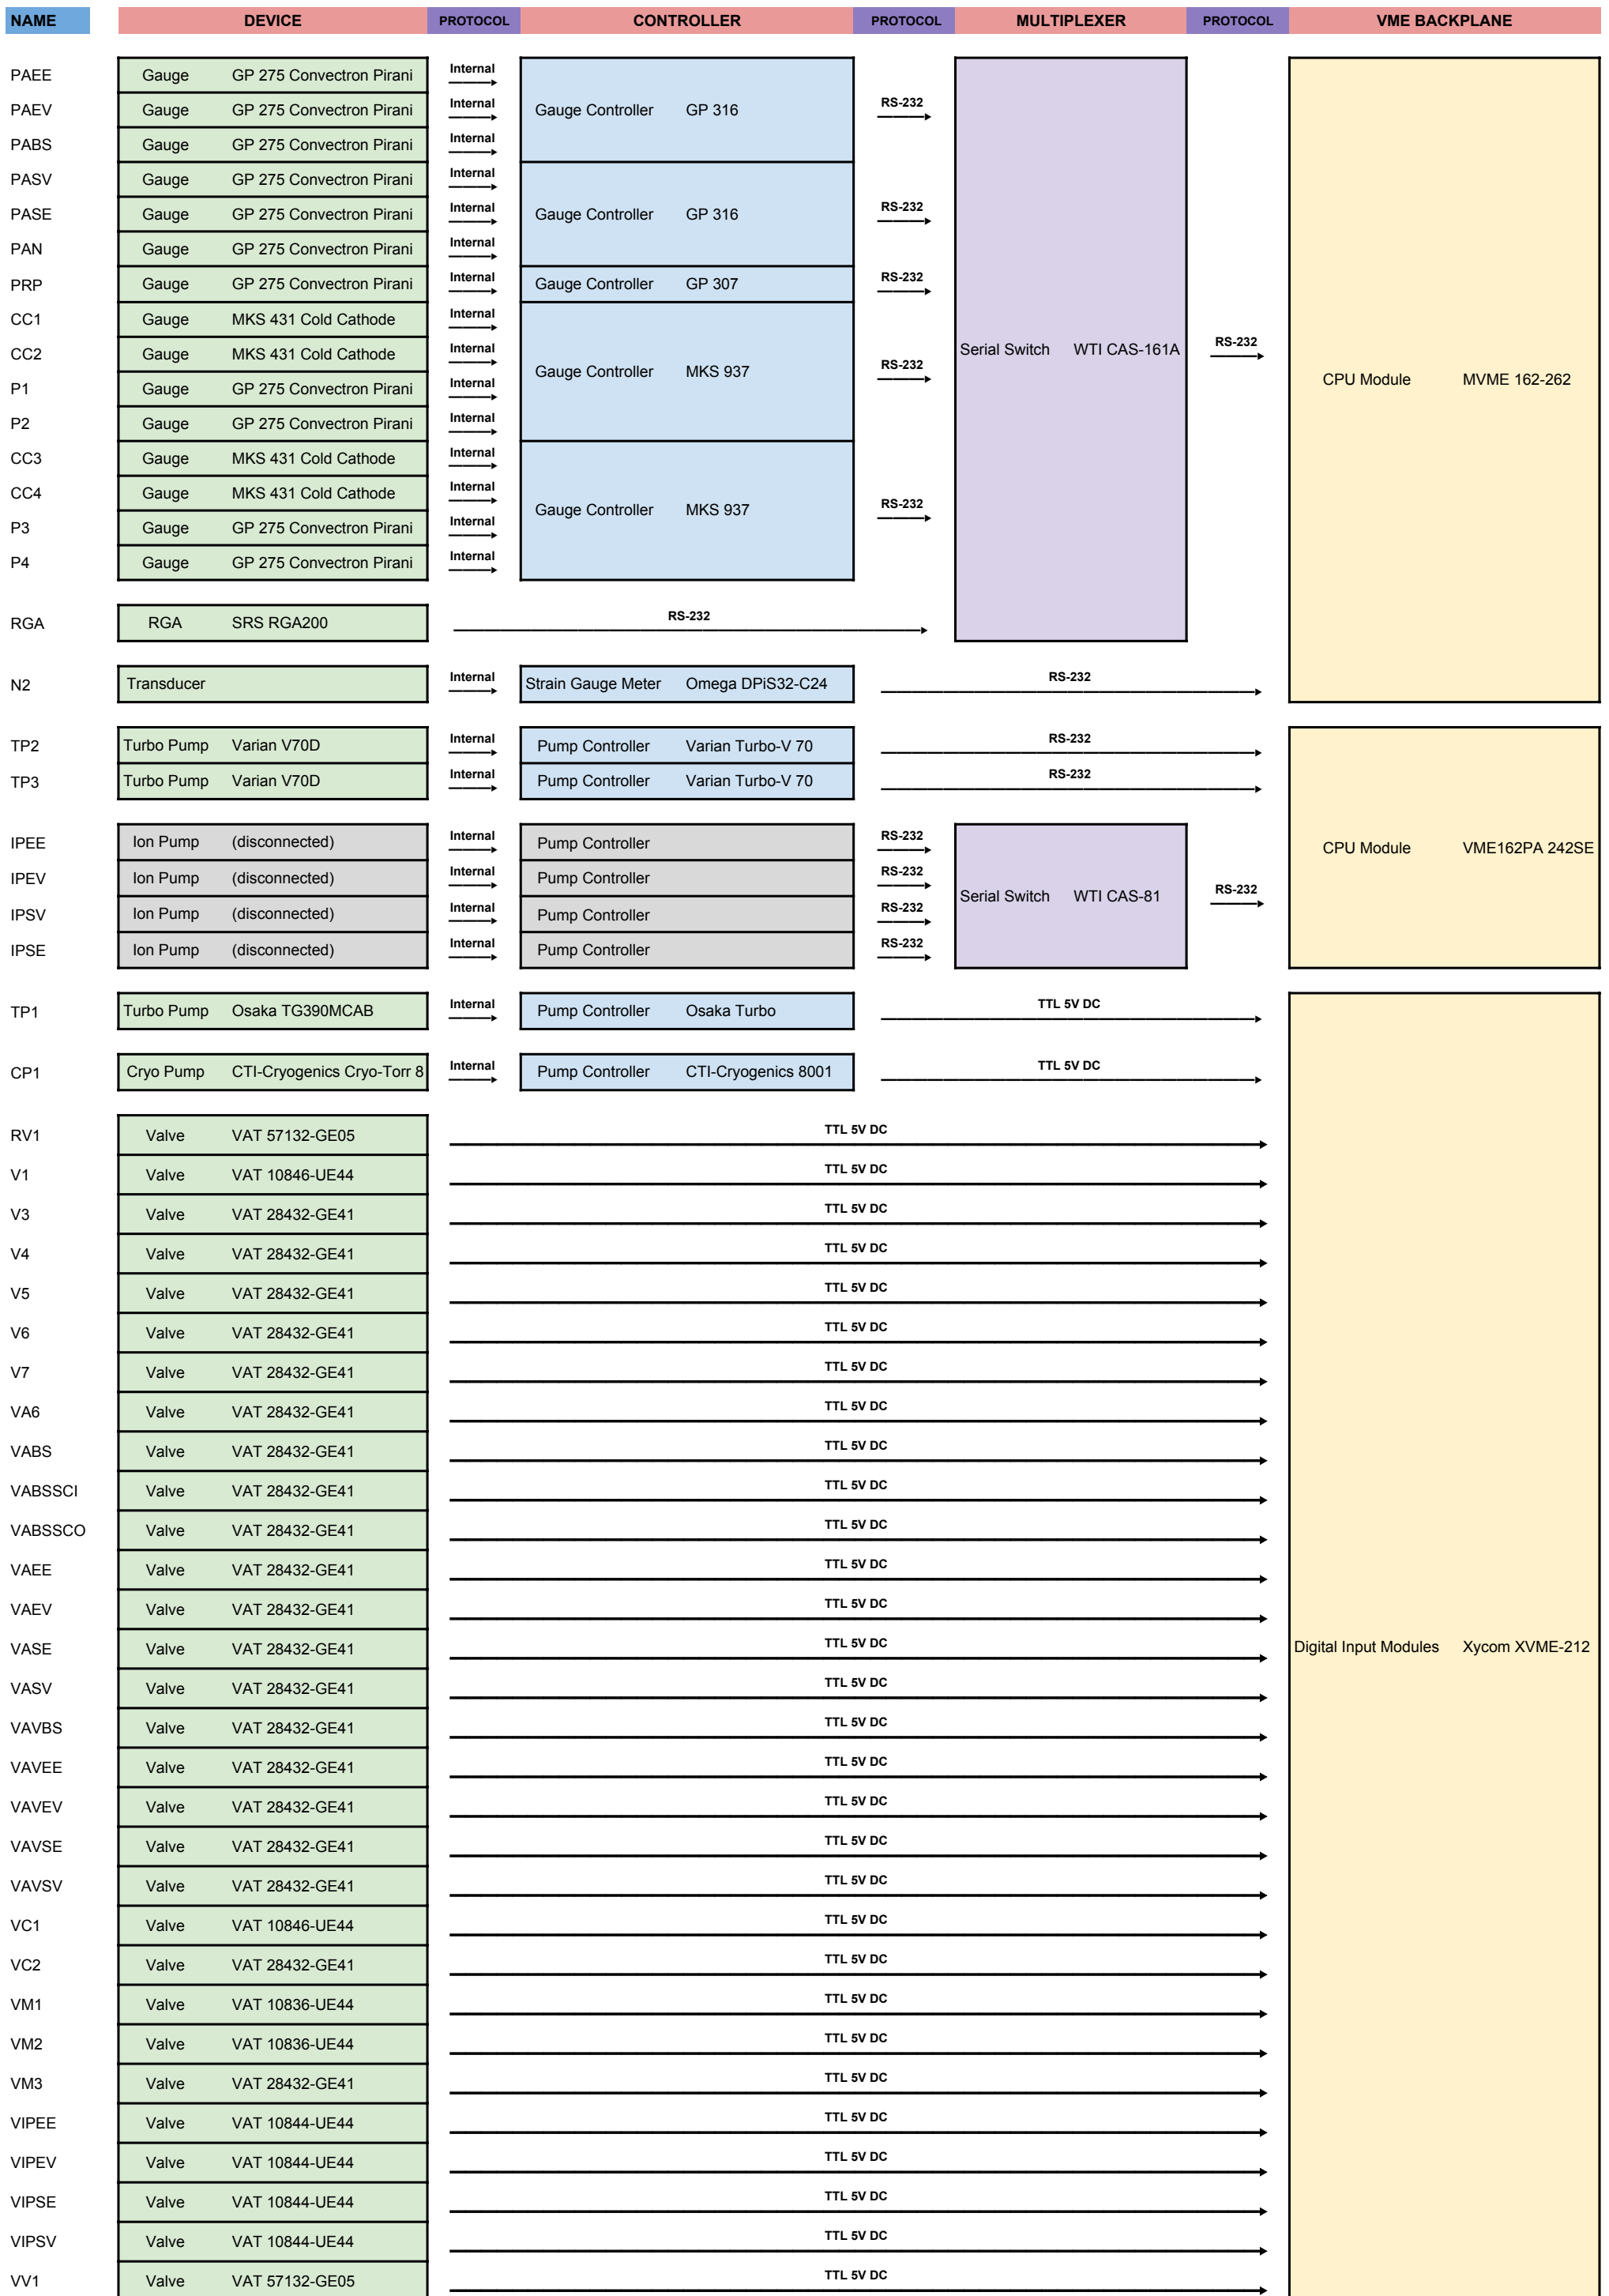 NAME DEVICE PROTOCOL CONTROLLER PROTOCOL MULTIPLEXER PROTOCOL VME BACKPLANE
PAEE Gauge GP 275 Convectron Pirani Internal
PAEV Gauge GP 275 Convectron Pirani Internal Gauge Controller GP 316 RS-232
PABS Gauge GP 275 Convectron Pirani Internal
PASV Gauge GP 275 Convectron Pirani Internal
PASE Gauge GP 275 Convectron Pirani Internal Gauge Controller GP 316 RS-232
PAN Gauge GP 275 Convectron Pirani Internal
PRP Gauge GP 275 Convectron Pirani Internal Gauge Controller GP 307 RS-232
CC1 Gauge MKS 431 Cold Cathode Internal
CC2 Gauge MKS 431 Cold Cathode Internal Serial Switch WTI CAS-161A RS-232
Gauge Controller MKS 937 RS-232
P1 Gauge GP 275 Convectron Pirani Internal CPU Module MVME 162-262
P2 Gauge GP 275 Convectron Pirani Internal
CC3 Gauge MKS 431 Cold Cathode Internal
CC4 Gauge MKS 431 Cold Cathode Internal
Gauge Controller MKS 937 RS-232
P3 Gauge GP 275 Convectron Pirani Internal
P4 Gauge GP 275 Convectron Pirani Internal
RGA RGA SRS RGA200 RS-232
N2 Transducer Internal Strain Gauge Meter Omega DPiS32-C24 RS-232
TP2 Turbo Pump Varian V70D Internal Pump Controller Varian Turbo-V 70 RS-232
TP3 Turbo Pump Varian V70D Internal Pump Controller Varian Turbo-V 70 RS-232
IPEE Ion Pump (disconnected) Internal Pump Controller RS-232 CPU Module VME162PA 242SE
IPEV Ion Pump (disconnected) Internal Pump Controller RS-232
Serial Switch WTI CAS-81 RS-232
IPSV Ion Pump (disconnected) Internal Pump Controller RS-232
IPSE Ion Pump (disconnected) Internal Pump Controller RS-232
TP1 Turbo Pump Osaka TG390MCAB Internal Pump Controller Osaka Turbo TTL 5V DC
CP1 Cryo Pump CTI-Cryogenics Cryo-Torr 8 Internal Pump Controller CTI-Cryogenics 8001 TTL 5V DC
RV1 Valve VAT 57132-GE05 TTL 5V DC
V1 Valve VAT 10846-UE44 TTL 5V DC
V3 Valve VAT 28432-GE41 TTL 5V DC
V4 Valve VAT 28432-GE41 TTL 5V DC
V5 Valve VAT 28432-GE41 TTL 5V DC
V6 Valve VAT 28432-GE41 TTL 5V DC
V7 Valve VAT 28432-GE41 TTL 5V DC
VA6 Valve VAT 28432-GE41 TTL 5V DC
VABS Valve VAT 28432-GE41 TTL 5V DC
VABSSCI Valve VAT 28432-GE41 TTL 5V DC
VABSSCO Valve VAT 28432-GE41 TTL 5V DC
VAEE Valve VAT 28432-GE41 TTL 5V DC
VAEV Valve VAT 28432-GE41 TTL 5V DC
VASE Valve VAT 28432-GE41 TTL 5V DC Digital Input Modules Xycom XVME-212
VASV Valve VAT 28432-GE41 TTL 5V DC
VAVBS Valve VAT 28432-GE41 TTL 5V DC
VAVEE Valve VAT 28432-GE41 TTL 5V DC
VAVEV Valve VAT 28432-GE41 TTL 5V DC
VAVSE Valve VAT 28432-GE41 TTL 5V DC
VAVSV Valve VAT 28432-GE41 TTL 5V DC
VC1 Valve VAT 10846-UE44 TTL 5V DC
VC2 Valve VAT 28432-GE41 TTL 5V DC
VM1 Valve VAT 10836-UE44 TTL 5V DC
VM2 Valve VAT 10836-UE44 TTL 5V DC
VM3 Valve VAT 28432-GE41 TTL 5V DC
VIPEE Valve VAT 10844-UE44 TTL 5V DC
VIPEV Valve VAT 10844-UE44 TTL 5V DC
VIPSE Valve VAT 10844-UE44 TTL 5V DC
VIPSV Valve VAT 10844-UE44 TTL 5V DC
VV1 Valve VAT 57132-GE05 TTL 5V DC